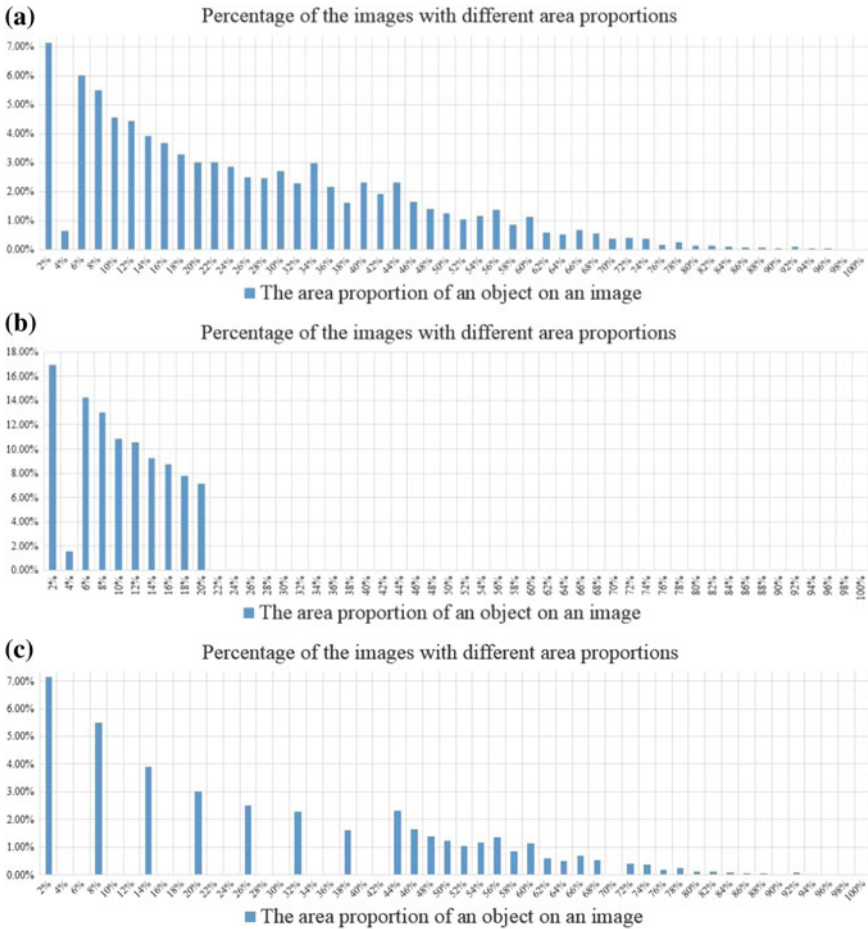 (a)
Percentage of the images with different area proportions
7.00%
6.00%
5.00%
4.00%
3.00%
2.00%
1.00%
0.00%
2% 4% 6% 8% 10% 12% 14% 16% 18% 20% 22% 24% 26% 28% 30% 32% 34% 36% 38% 40% 42% 44% 46% 48% 50% 52% 54% 56% 58% 60% 62% 64% 66% 68% 70% 72% 74% 76% 78% 80% 82% 84% 86% 88% 90% 92% 94% 96% 98% 100%
The area proportion of an object on an image
(b)
Percentage of the images with different area proportions
18.00%
16.00%
14.00%
12.00%
10.00%
8.00%
6.00%
4.00%
2.00%
0.00%
2% 4% 6% 8% 10% 12% 14% 16% 18% 20% 22% 24% 26% 28% 30% 32% 34% 36% 38% 40% 42% 44% 46% 48% 50% 52% 54% 56% 58% 60% 62% 64% 66% 68% 70% 72% 74% 76% 78% 80% 82% 84% 86% 88% 90% 92% 94% 96% 98% 100%
The area proportion of an object on an image
(c)
Percentage of the images with different area proportions
7.00%
6.00%
5.00%
4.00%
3.00%
2.00%
1.00%
0.00%
2% 4% 6% 8% 10% 12% 14% 16% 18% 20% 22% 24% 26% 28% 30% 32% 34% 36% 38% 40% 42% 44% 46% 48% 50% 52% 54% 56% 58% 60% 62% 64% 66% 68% 70% 72% 74% 76% 78% 80% 82% 84% 86% 88% 90% 92% 94% 96% 98% 100%
The area proportion of an object on an image